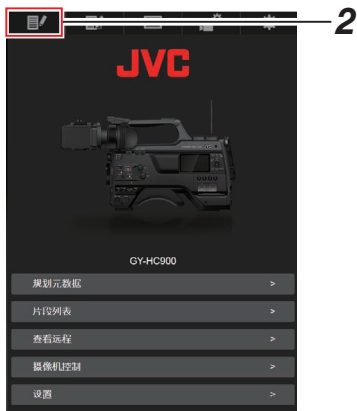 2
JVC
GY-HC900
规划元数据 >
片段列表 >
查看远程 >
摄像机控制 >
设置 >